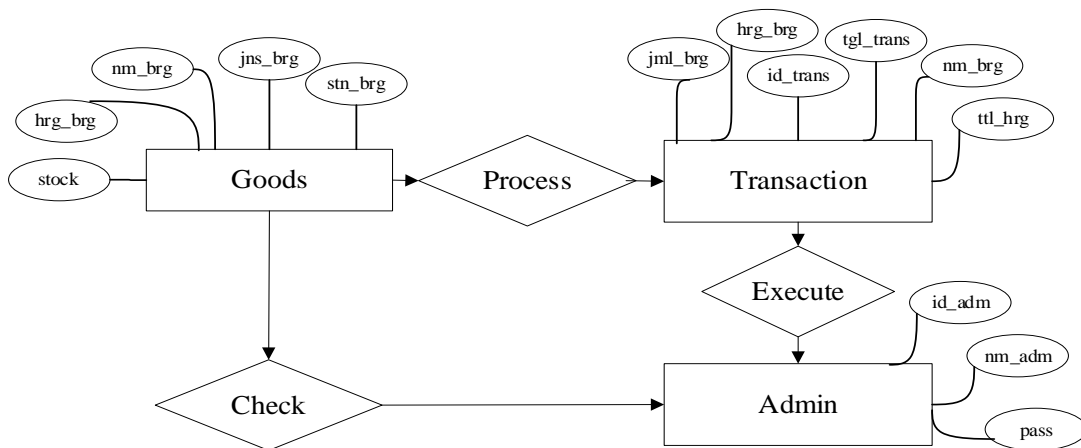 hrg_brg
tgl_trans
jns_brg
jml_brg
nm_brg
nm_brg
id_trans
stn_brg
ttl_hrg
hrg_brg
stock
Goods
Process
Transaction
Execute
id_adm
nm_adm
Check
Admin
pass